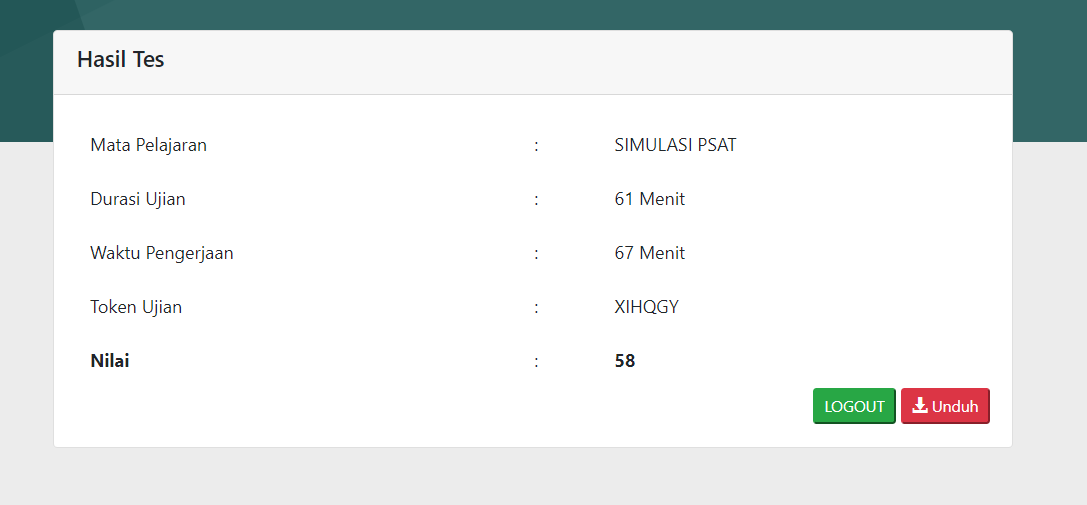 Hasil Tes
Mata Pelajaran : SIMULASI PSAT
Durasi Ujian : 61 Menit
Waktu Pengerjaan : 67 Menit
Token Ujian : XIHQGY
Nilai : 58
LOGOUT Unduh